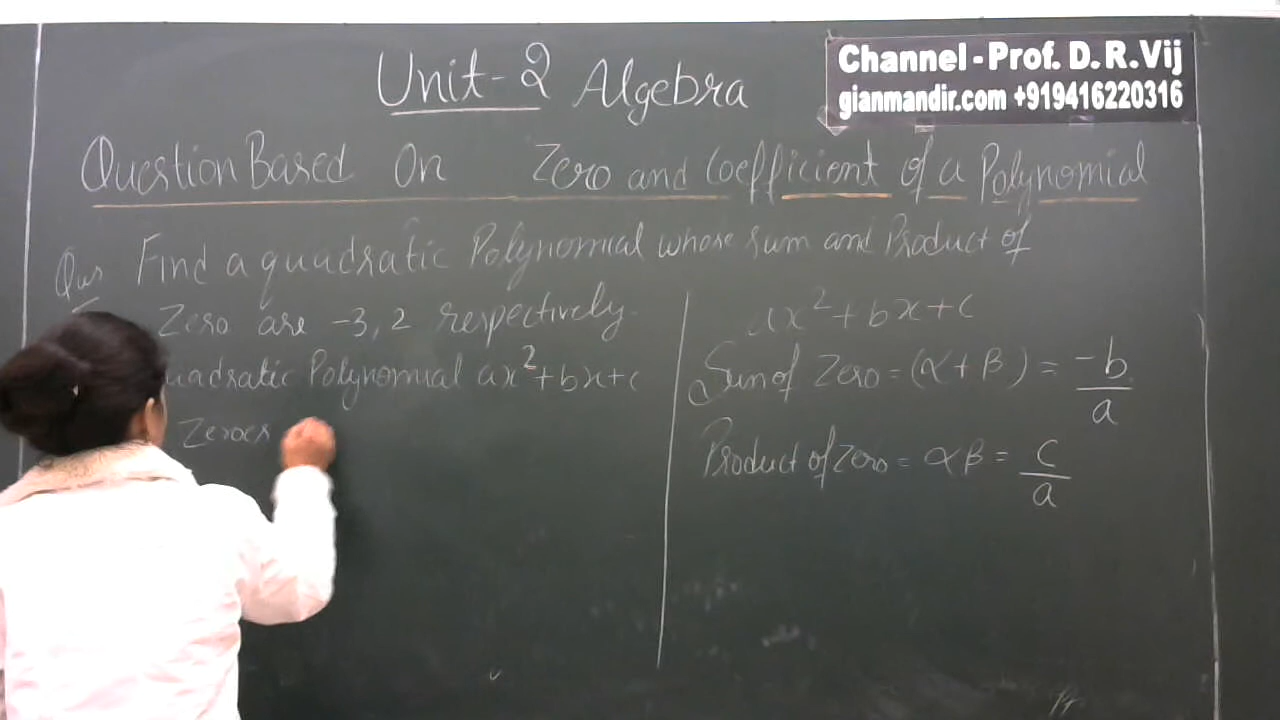 Unit-2 Algebra
Channel - Prof. D.R.Vij
gianmandir.com +919416220316
Question Based On Zero and Coefficient of a Polynomial
Que Find a quadratic Polynomial whose sum and Product of
Zero are -3, 2 respectively.
uadratic Polynomial ax²+bx+c
Zeroes
ax²+bx+c
Sum of Zero = (α+β) = -b/a
Product of Zero = αβ = c/a